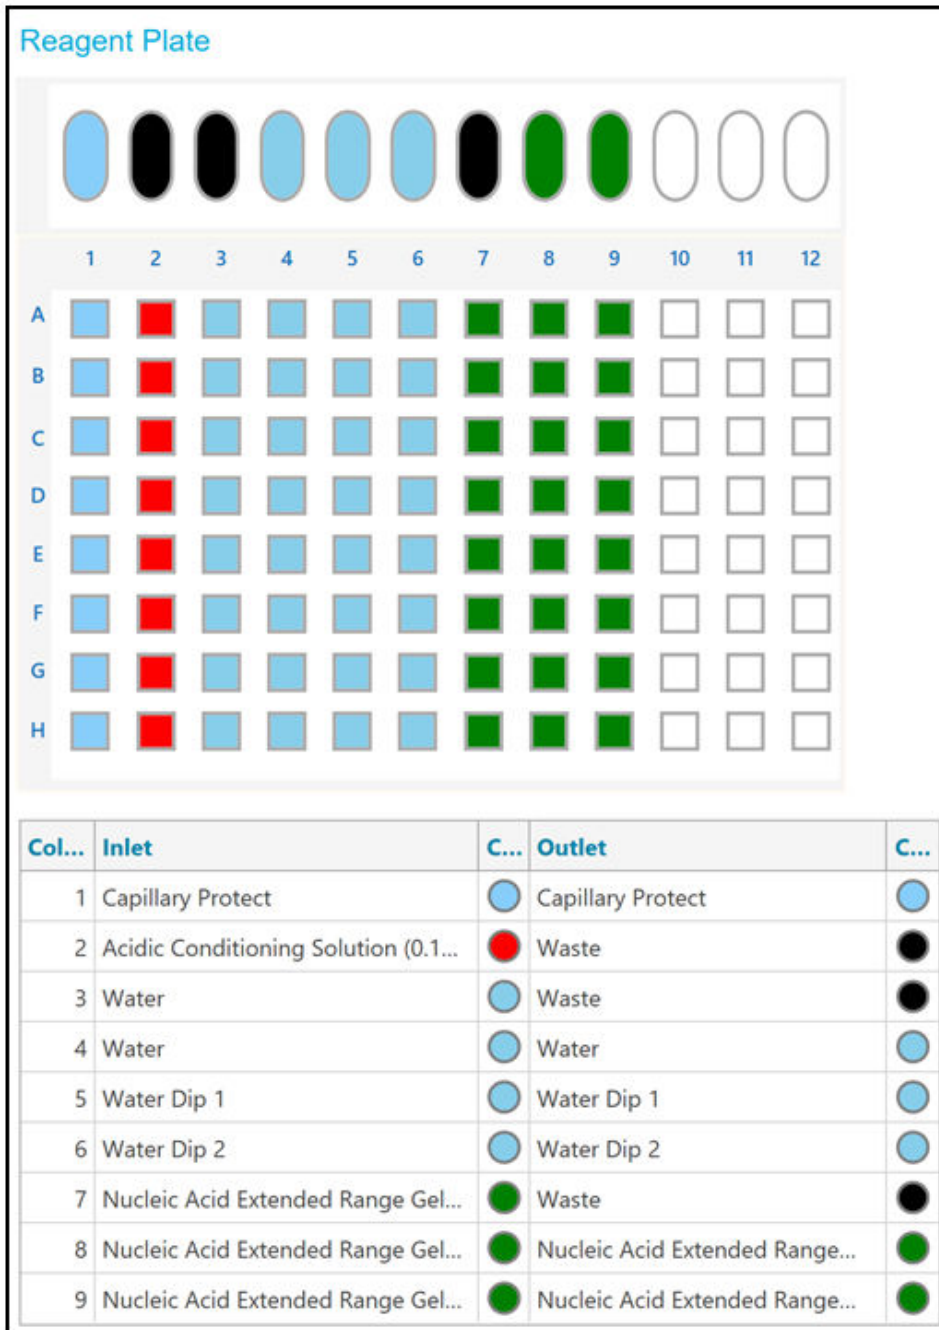 Reagent Plate
1 2 3 4 5 6 7 8 9 10 11 12
A
B
C
D
E
F
G
H
Col... Inlet C... Outlet C...
1 Capillary Protect Capillary Protect
2 Acidic Conditioning Solution (0.1... Waste
3 Water Waste
4 Water Water
5 Water Dip 1 Water Dip 1
6 Water Dip 2 Water Dip 2
7 Nucleic Acid Extended Range Gel... Waste
8 Nucleic Acid Extended Range Gel... Nucleic Acid Extended Range...
9 Nucleic Acid Extended Range Gel... Nucleic Acid Extended Range...